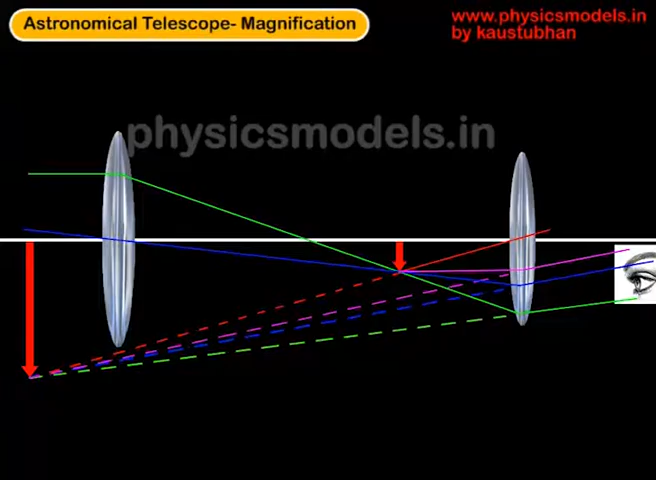 Astronomical Telescope- Magnification
www.physicsmodels.in
by kaustubhan
physicsmodels.in